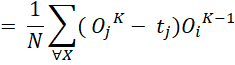 = 1/N ∑_{∀X} ( O_j^K − t_j) O_i^{K−1}